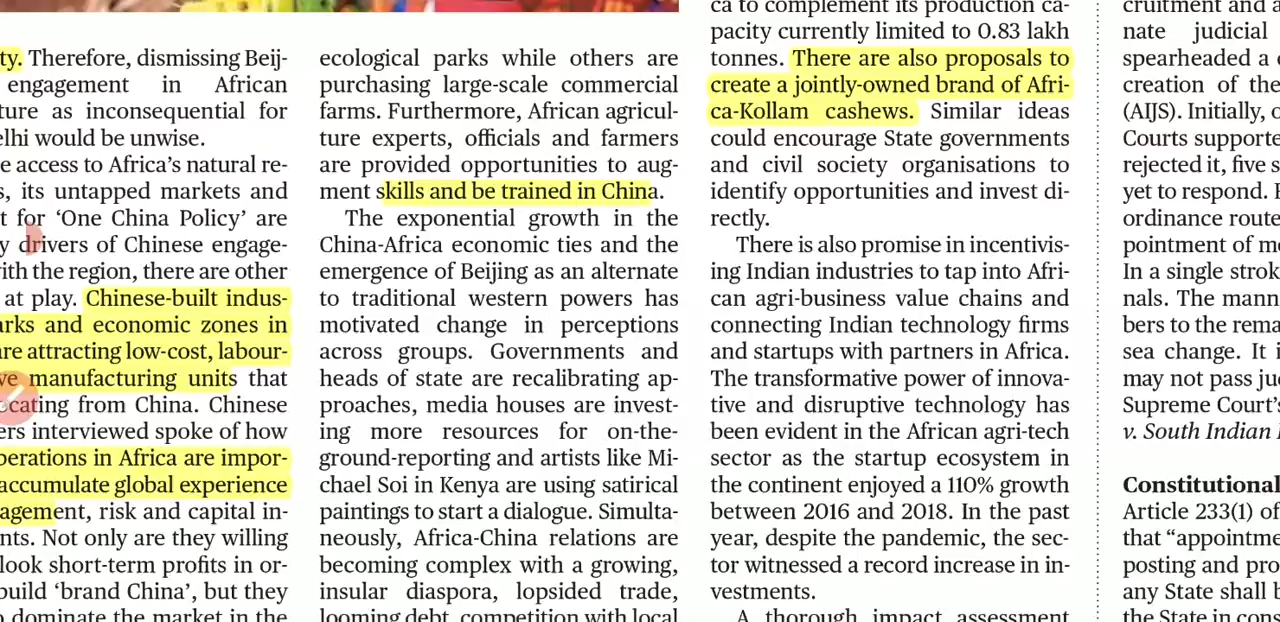 ty. Therefore, dismissing Beij-
engagement in African
ture as inconsequential for
elhi would be unwise.
e access to Africa's natural re-
s, its untapped markets and
t for 'One China Policy' are
y drivers of Chinese engage-
ith the region, there are other
at play. Chinese-built indus-
arks and economic zones in
are attracting low-cost, labour-
ve manufacturing units that
ocating from China. Chinese
ers interviewed spoke of how
perations in Africa are impor-
accumulate global experience
agement, risk and capital in-
nts. Not only are they willing
look short-term profits in or-
build 'brand China', but they
o dominate the market in the
ecological parks while others are
purchasing large-scale commercial
farms. Furthermore, African agricul-
ture experts, officials and farmers
are provided opportunities to aug-
ment skills and be trained in China.
The exponential growth in the
China-Africa economic ties and the
emergence of Beijing as an alternate
to traditional western powers has
motivated change in perceptions
across groups. Governments and
heads of state are recalibrating ap-
proaches, media houses are invest-
ing more resources for on-the-
ground-reporting and artists like Mi-
chael Soi in Kenya are using satirical
paintings to start a dialogue. Simulta-
neously, Africa-China relations are
becoming complex with a growing,
insular diaspora, lopsided trade,
looming debt, competition with local
ca to complement its production ca-
pacity currently limited to 0.83 lakh
tonnes. There are also proposals to
create a jointly-owned brand of Afri-
ca-Kollam cashews. Similar ideas
could encourage State governments
and civil society organisations to
identify opportunities and invest di-
rectly.
There is also promise in incentivis-
ing Indian industries to tap into Afri-
can agri-business value chains and
connecting Indian technology firms
and startups with partners in Africa.
The transformative power of innova-
tive and disruptive technology has
been evident in the African agri-tech
sector as the startup ecosystem in
the continent enjoyed a 110% growth
between 2016 and 2018. In the past
year, despite the pandemic, the sec-
tor witnessed a record increase in in-
vestments.
A thorough impact assessment
cruitment and a
nate judicial
spearheaded a
creation of the
(AIJS). Initially,
Courts supporte
rejected it, five s
yet to respond.
ordinance route
pointment of me
In a single strok
nals. The mann
bers to the rema
sea change. It i
may not pass ju
Supreme Court's
v. South Indian
Constitutional
Article 233(1) of
that "appointme
posting and pro
any State shall b
the State in cons